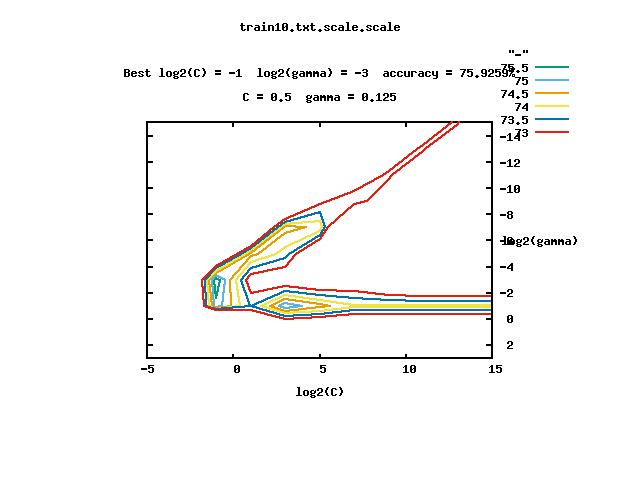 train10.txt.scale.scale
"-"
Best log2(C) = -1  log2(gamma) = -3  accuracy = 75.9259%
75.5
75
C = 0.5  gamma = 0.125
74.5
74
73.5
73
-14
-12
-10
-8
-6
log2(gamma)
-4
-2
0
2
-5 0 5 10 15
log2(C)